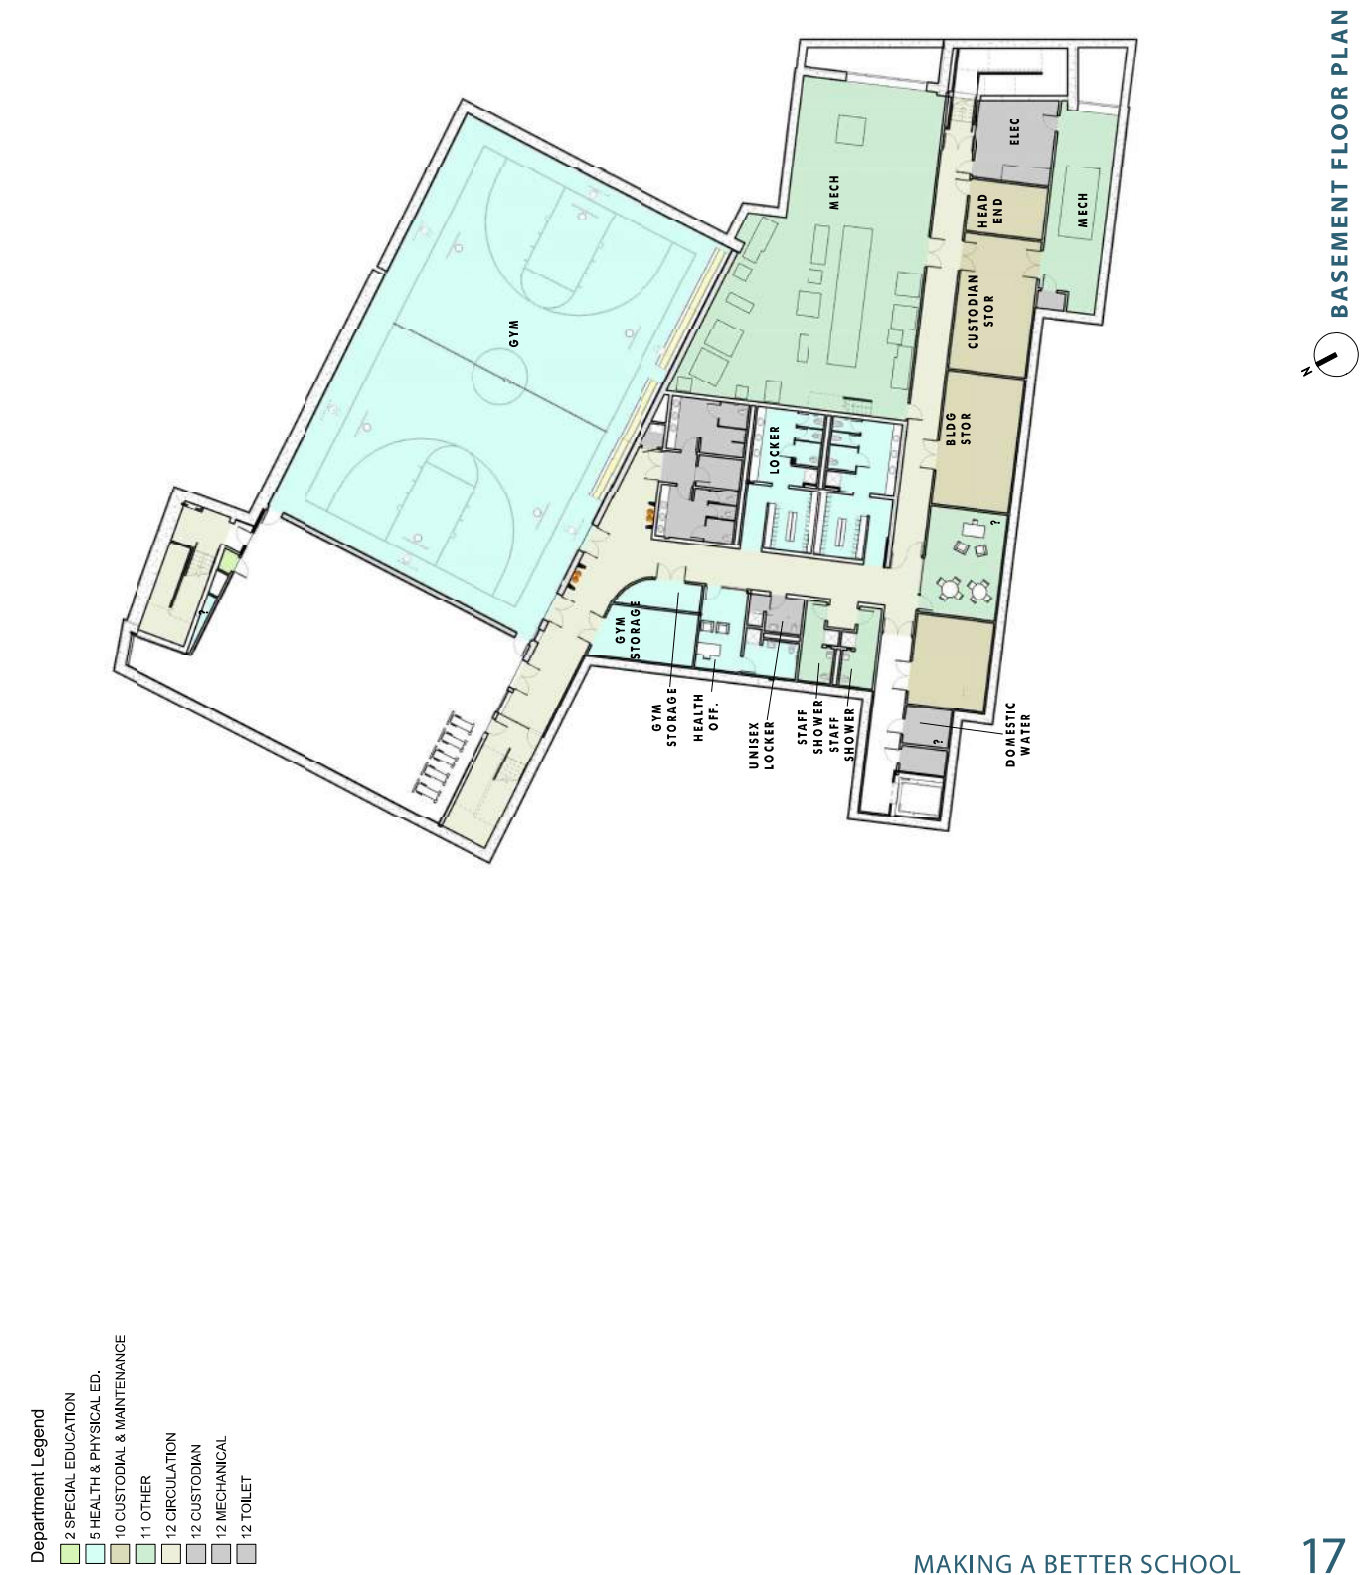 BASEMENT FLOOR PLAN
N
GYM
MECH
ELEC
HEAD
END
MECH
CUSTODIAN
STOR
BLDG
STOR
LOCKER
?
?
GYM
STORAGE
GYM
STORAGE
HEALTH
OFF.
UNISEX
LOCKER
STAFF
SHOWER
STAFF
SHOWER
?
DOMESTIC
WATER
Department Legend
2 SPECIAL EDUCATION
5 HEALTH & PHYSICAL ED.
10 CUSTODIAL & MAINTENANCE
11 OTHER
12 CIRCULATION
12 CUSTODIAN
12 MECHANICAL
12 TOILET
MAKING A BETTER SCHOOL 17